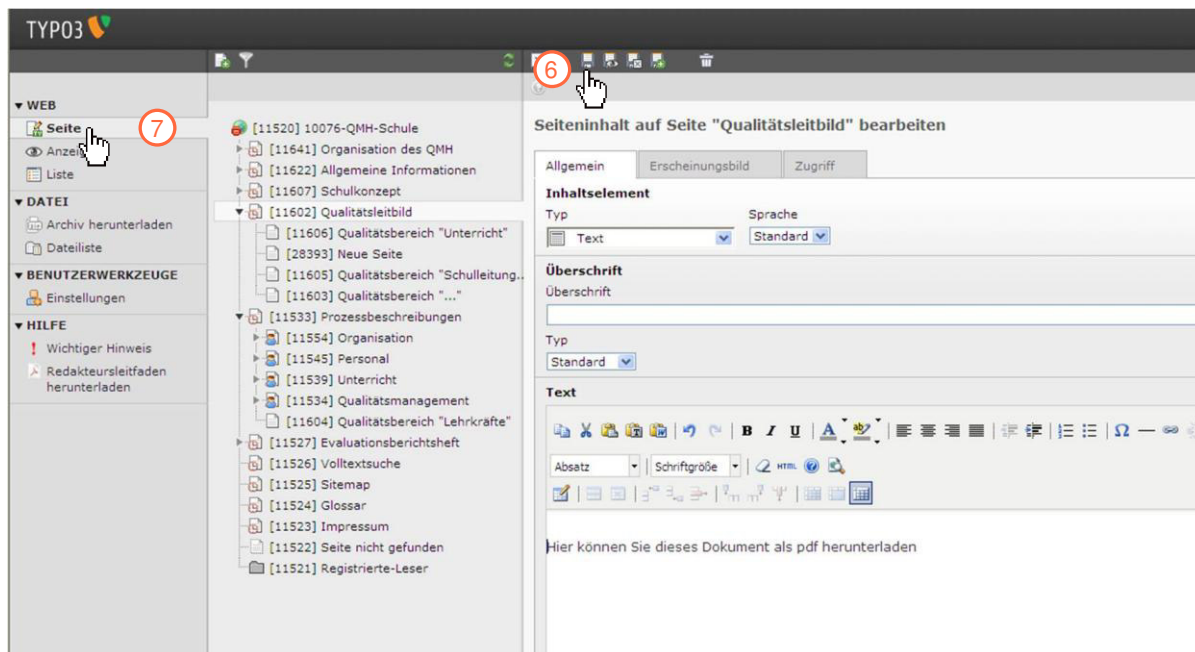 TYPO3
6
WEB
Seite
7
Anzei
Liste
DATEI
Archiv herunterladen
Dateiliste
BENUTZERWERKZEUGE
Einstellungen
HILFE
Wichtiger Hinweis
Redakteursleitfaden
herunterladen
[11520] 10076-QMH-Schule
[11641] Organisation des QMH
[11622] Allgemeine Informationen
[11607] Schulkonzept
[11602] Qualitätsleitbild
[11606] Qualitätsbereich "Unterricht"
[28393] Neue Seite
[11605] Qualitätsbereich "Schulleitung..
[11603] Qualitätsbereich "..."
[11533] Prozessbeschreibungen
[11554] Organisation
[11545] Personal
[11539] Unterricht
[11534] Qualitätsmanagement
[11604] Qualitätsbereich "Lehrkräfte"
[11527] Evaluationsberichtsheft
[11526] Volltextsuche
[11525] Sitemap
[11524] Glossar
[11523] Impressum
[11522] Seite nicht gefunden
[11521] Registrierte-Leser
Seiteninhalt auf Seite "Qualitätsleitbild" bearbeiten
Allgemein Erscheinungsbild Zugriff
Inhaltselement
Typ Sprache
Text Standard
Überschrift
Überschrift
Typ
Standard
Text
B I U A ab Ω
Absatz Schriftgröße HTML
Hier können Sie dieses Dokument als pdf herunterladen